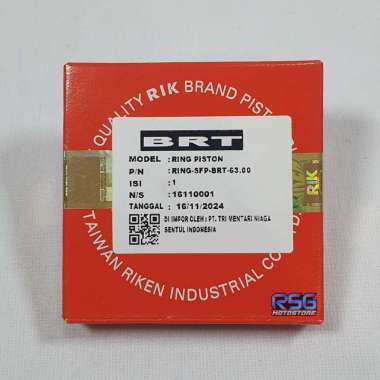 QUALITY RIK BRAND PISTON
BRT
MODEL : RING PISTON
P/N : RING-SFP-BRT-63.00
ISI : 1
N/S : 16110001
TANGGAL : 16/11/2024
DI IMPOR OLEH : PT. TRI MENTARI NIAGA
SENTUL INDONESIA
RIK
TAIWAN RIKEN INDUSTRIAL CO.
RSG
MOTOSTORE